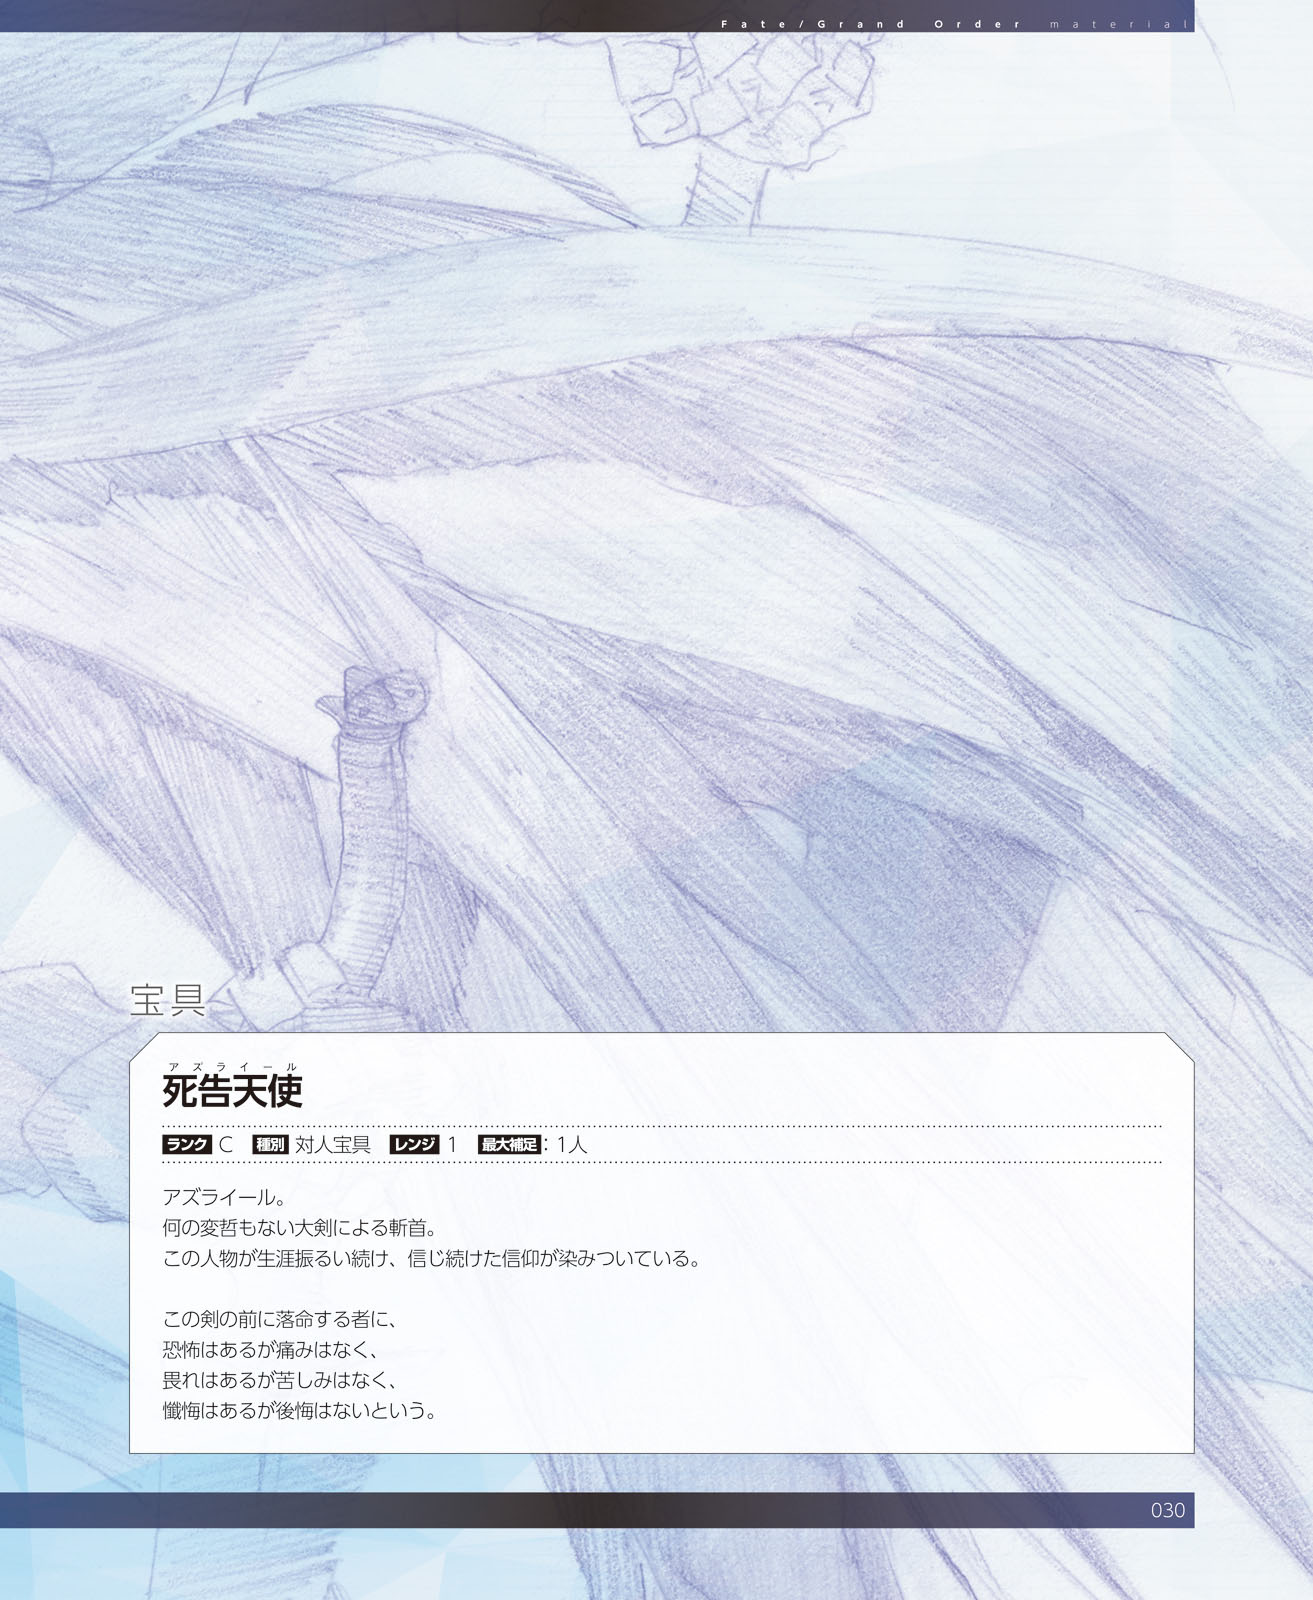 Fate/Grand Order material
宝具
アズライール
死告天使
ランク C 種別 対人宝具 レンジ 1 最大補足：1人
アズライール。
何の変哲もない大剣による斬首。
この人物が生涯振るい続け、信じ続けた信仰が染みついている。
この剣の前に落命する者に、
恐怖はあるが痛みはなく、
畏れはあるが苦しみはなく、
懺悔はあるが後悔はないという。
030